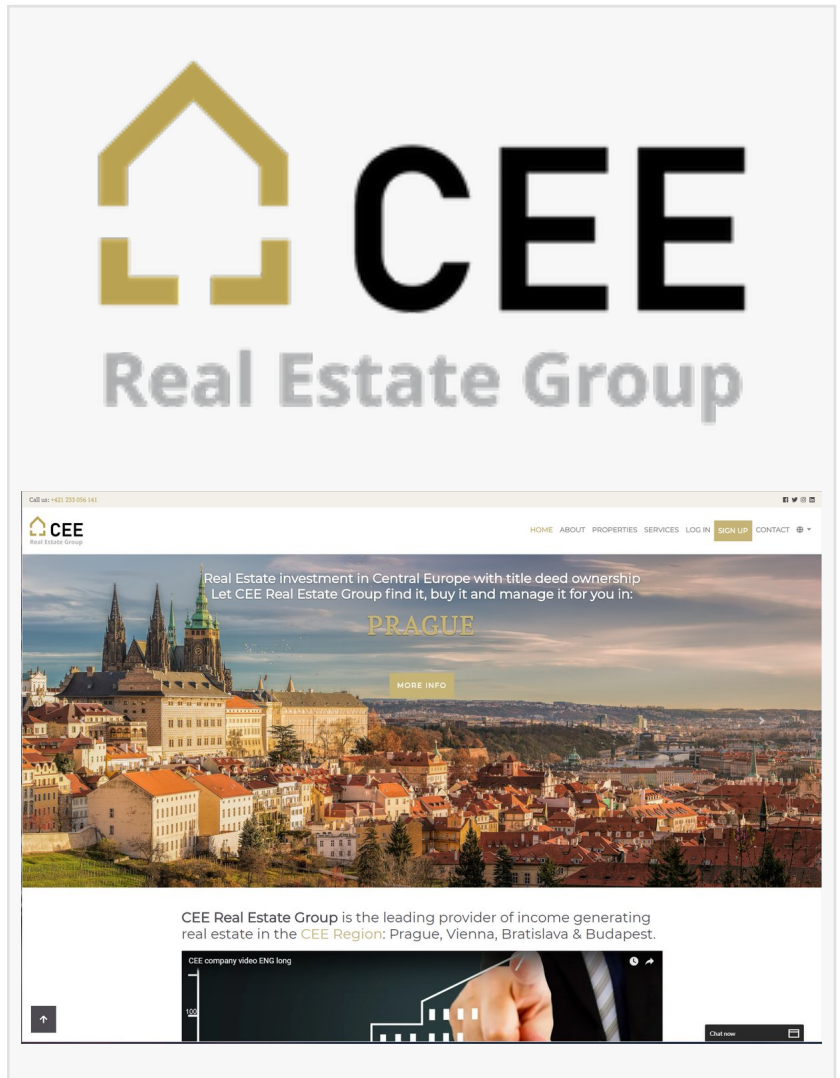 CEE
Real Estate Group
Call us: +421 233 056 141
CEE
Real Estate Group
HOME ABOUT PROPERTIES SERVICES LOG IN SIGN UP CONTACT
Real Estate investment in Central Europe with title deed ownership
Let CEE Real Estate Group find it, buy it and manage it for you in:
PRAGUE
MORE INFO
CEE Real Estate Group is the leading provider of income generating
real estate in the CEE Region: Prague, Vienna, Bratislava & Budapest.
CEE company video ENG long
100
Chat now